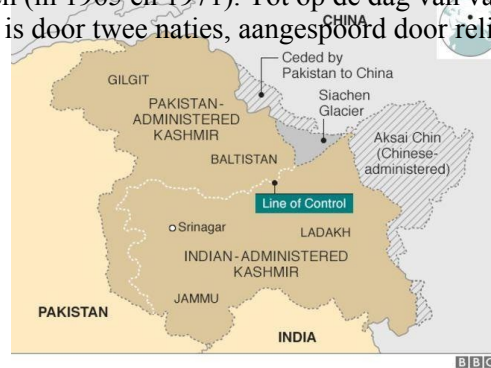 en (in 1965 en 1971). Tot op de dag van va
is door twee naties, aangespoord door reli
CHINA
Ceded by
Pakistan to China
GILGIT
Siachen
Glacier
PAKISTAN-
ADMINISTERED
KASHMIR
Aksai Chin
(Chinese-
administered)
BALTISTAN
Line of Control
Srinagar
LADAKH
INDIAN-ADMINISTERED
KASHMIR
JAMMU
PAKISTAN
INDIA
BBC